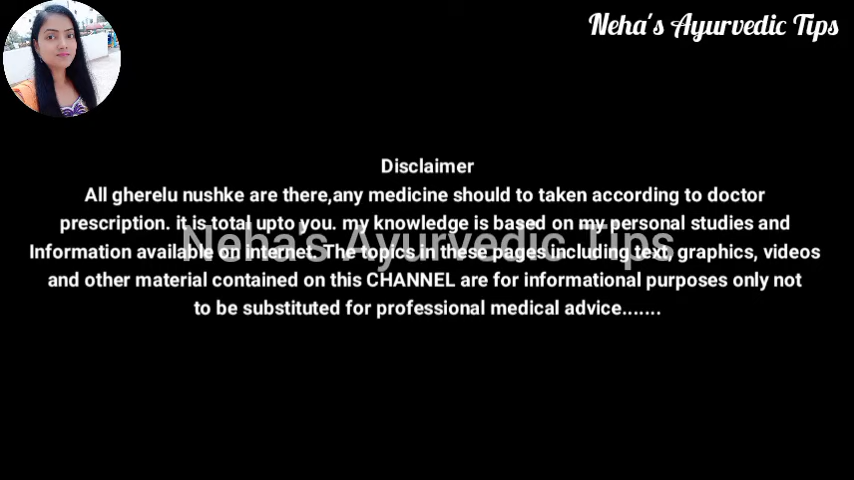 Neha's Ayurvedic Tips
Disclaimer
All gherelu nushke are there,any medicine should to taken according to doctor
prescription. it is total upto you. my knowledge is based on my personal studies and
Neha's Ayurvedic Tips
Information available on internet. The topics in these pages including text, graphics, videos
and other material contained on this CHANNEL are for informational purposes only not
to be substituted for professional medical advice.......